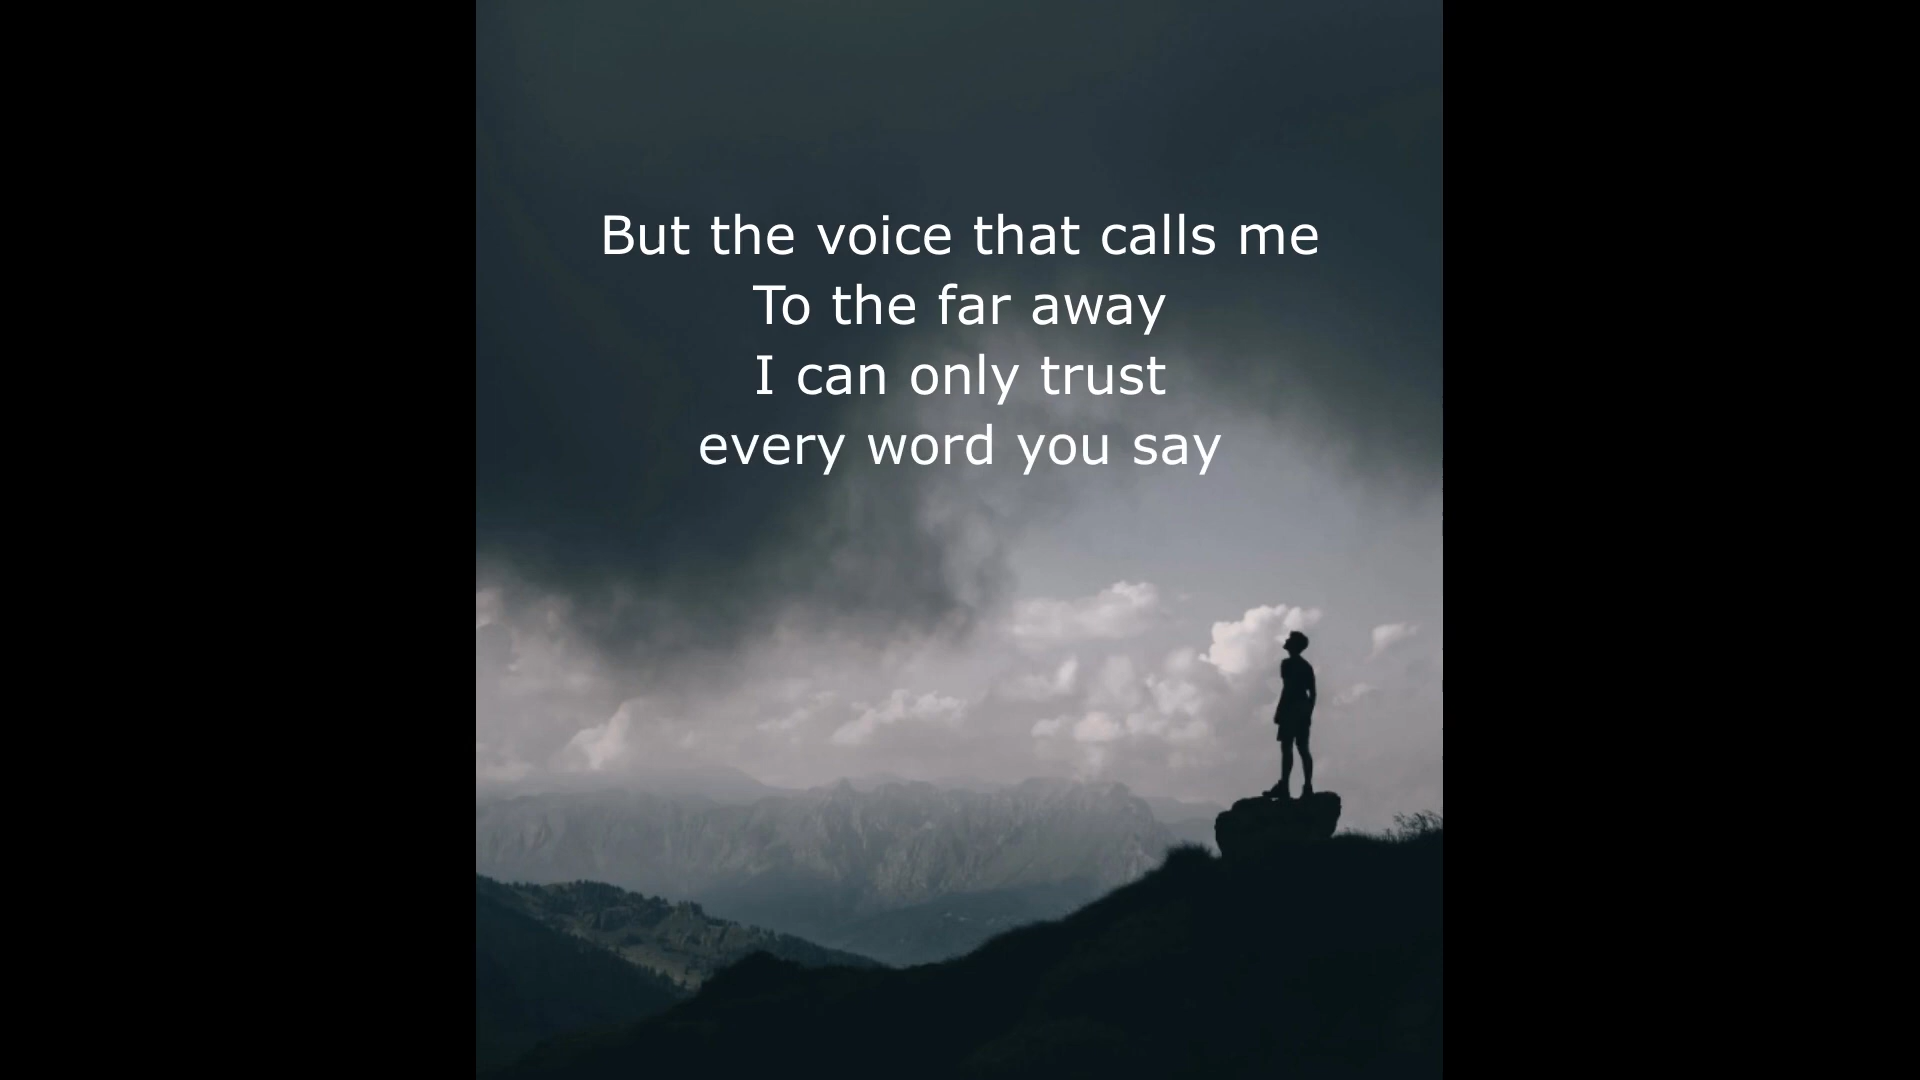 But the voice that calls me
To the far away
I can only trust
every word you say